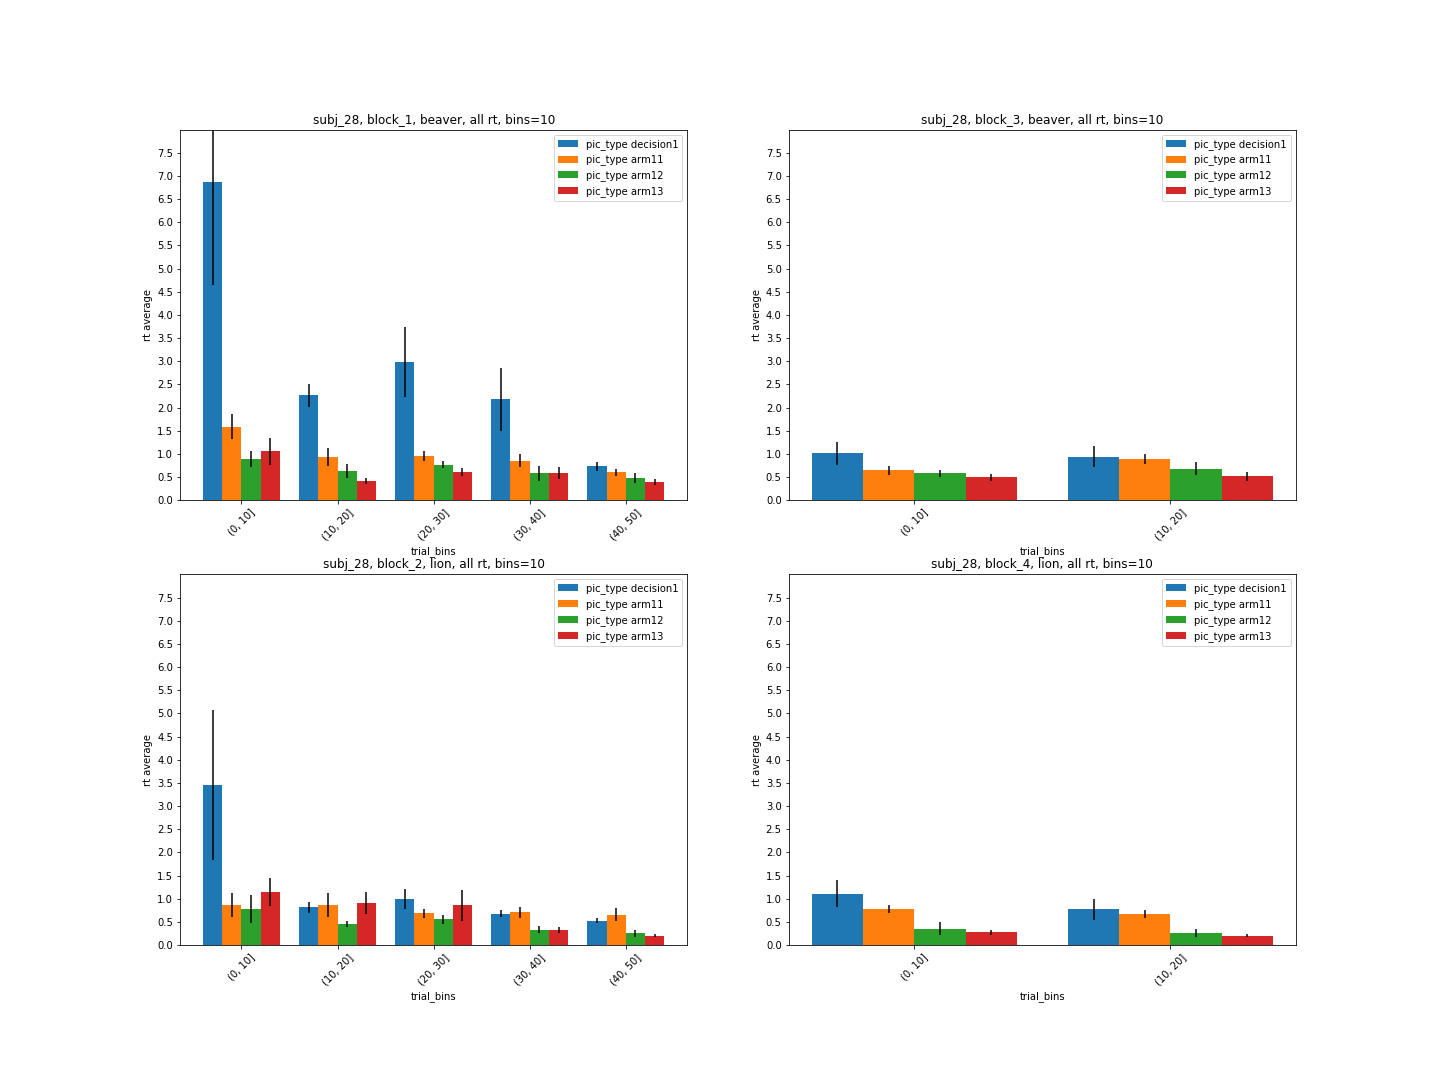 subj_28, block_1, beaver, all rt, bins=10
7.5
7.0
6.5
6.0
5.5
5.0
4.5
4.0
3.5
3.0
2.5
2.0
1.5
1.0
0.5
0.0
rt average
pic_type decision1
pic_type arm11
pic_type arm12
pic_type arm13
(0, 10]
(10, 20]
(20, 30]
(30, 40]
(40, 50]
trial_bins
subj_28, block_3, beaver, all rt, bins=10
7.5
7.0
6.5
6.0
5.5
5.0
4.5
4.0
3.5
3.0
2.5
2.0
1.5
1.0
0.5
0.0
rt average
pic_type decision1
pic_type arm11
pic_type arm12
pic_type arm13
(0, 10]
(10, 20]
trial_bins
subj_28, block_2, lion, all rt, bins=10
7.5
7.0
6.5
6.0
5.5
5.0
4.5
4.0
3.5
3.0
2.5
2.0
1.5
1.0
0.5
0.0
rt average
pic_type decision1
pic_type arm11
pic_type arm12
pic_type arm13
(0, 10]
(10, 20]
(20, 30]
(30, 40]
(40, 50]
trial_bins
subj_28, block_4, lion, all rt, bins=10
7.5
7.0
6.5
6.0
5.5
5.0
4.5
4.0
3.5
3.0
2.5
2.0
1.5
1.0
0.5
0.0
rt average
pic_type decision1
pic_type arm11
pic_type arm12
pic_type arm13
(0, 10]
(10, 20]
trial_bins